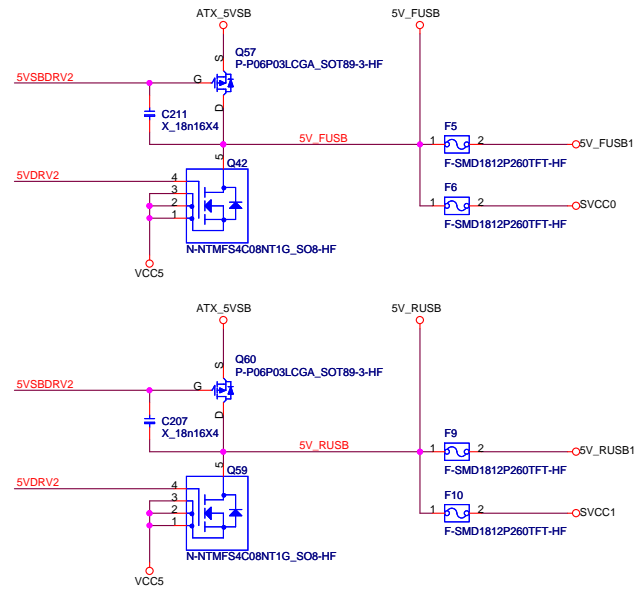 ATX_5VSB
5V_FUSB
S
Q57
P-P06P03LCGA_SOT89-3-HF
5VSBDRV2
G
C211
X_18n16X4
D
F5
5V_FUSB
1
2
5V_FUSB1
F-SMD1812P260TFT-HF
5
Q42
5VDRV2
4
3
2
1
F6
1
2
SVCC0
F-SMD1812P260TFT-HF
N-NTMFS4C08NT1G_SO8-HF
VCC5
ATX_5VSB
5V_RUSB
S
Q60
P-P06P03LCGA_SOT89-3-HF
5VSBDRV2
G
C207
X_18n16X4
D
F9
5V_RUSB
1
2
5V_RUSB1
F-SMD1812P260TFT-HF
5
Q59
5VDRV2
4
3
2
1
F10
1
2
SVCC1
F-SMD1812P260TFT-HF
N-NTMFS4C08NT1G_SO8-HF
VCC5